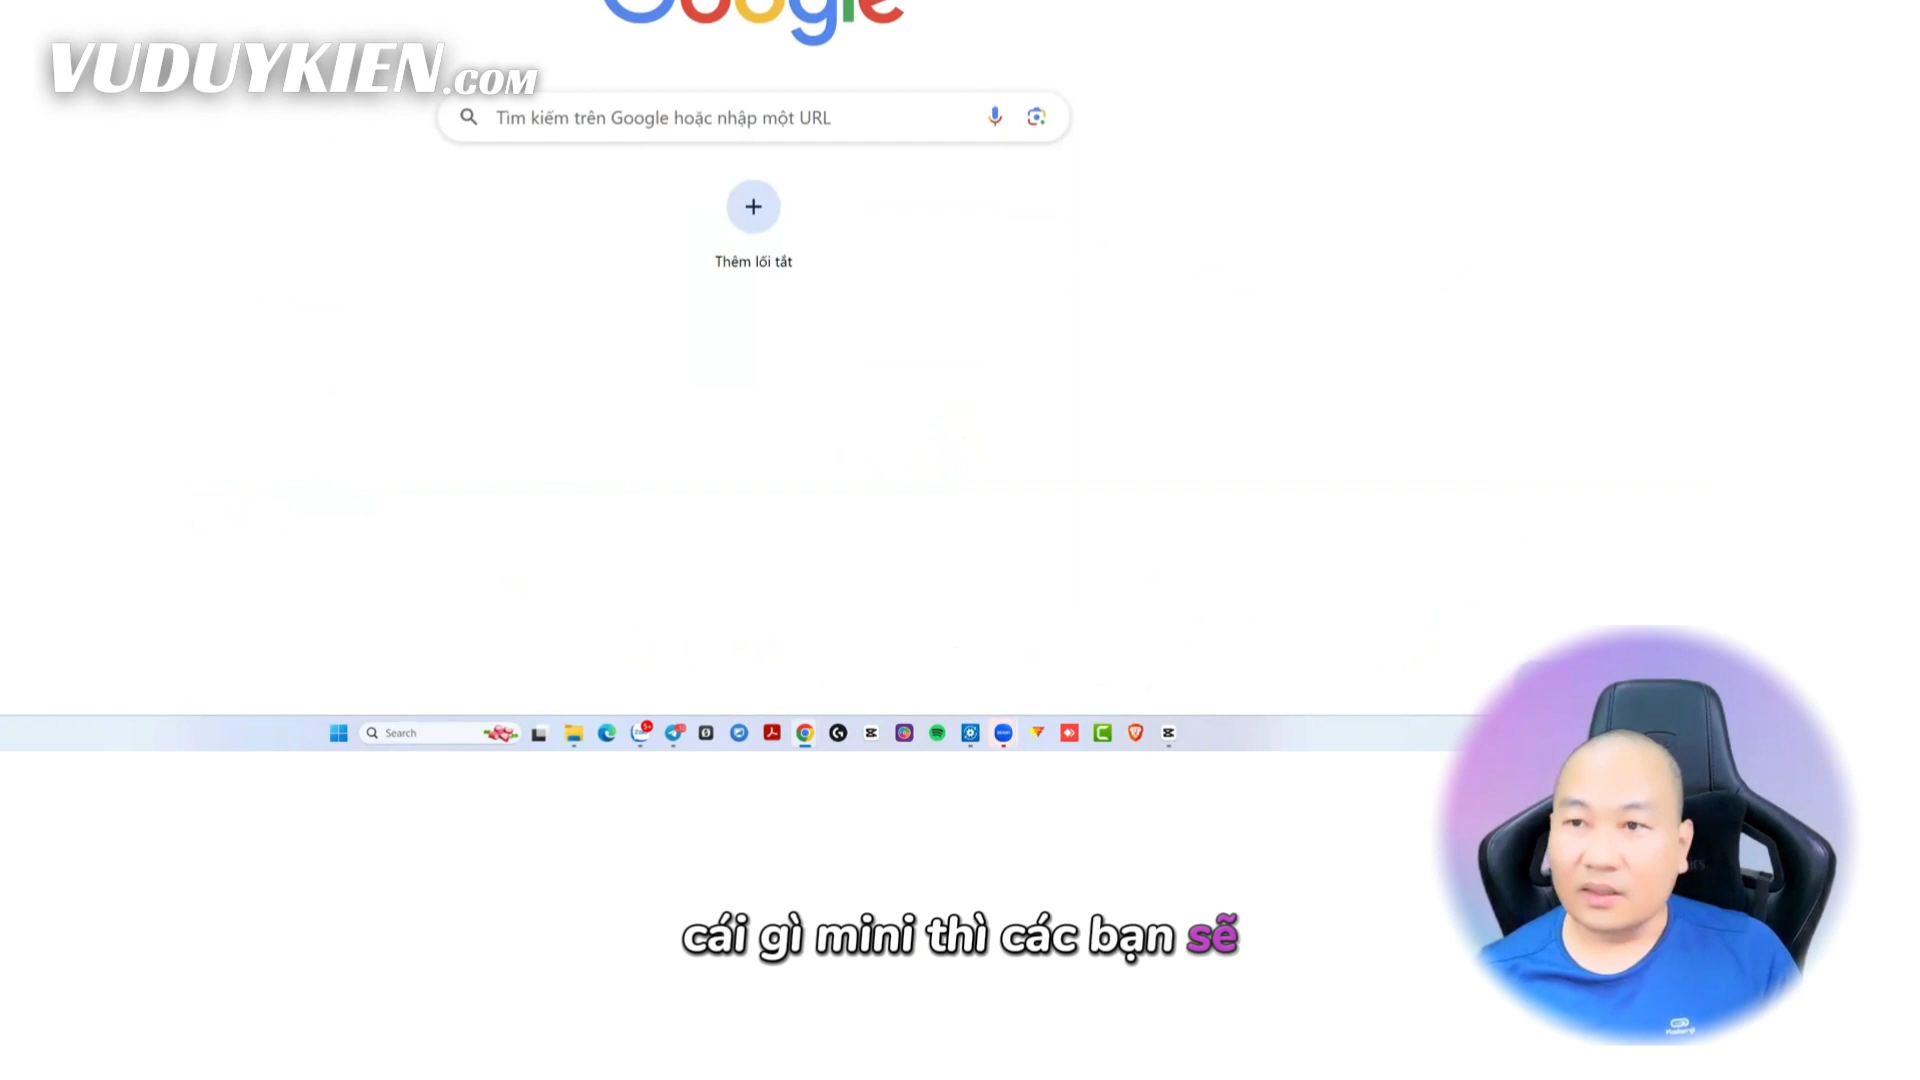 Google
VUDUYKIEN.COM
Tìm kiếm trên Google hoặc nhập một URL
Thêm lối tắt
Search
cái gì mini thì các bạn sẽ